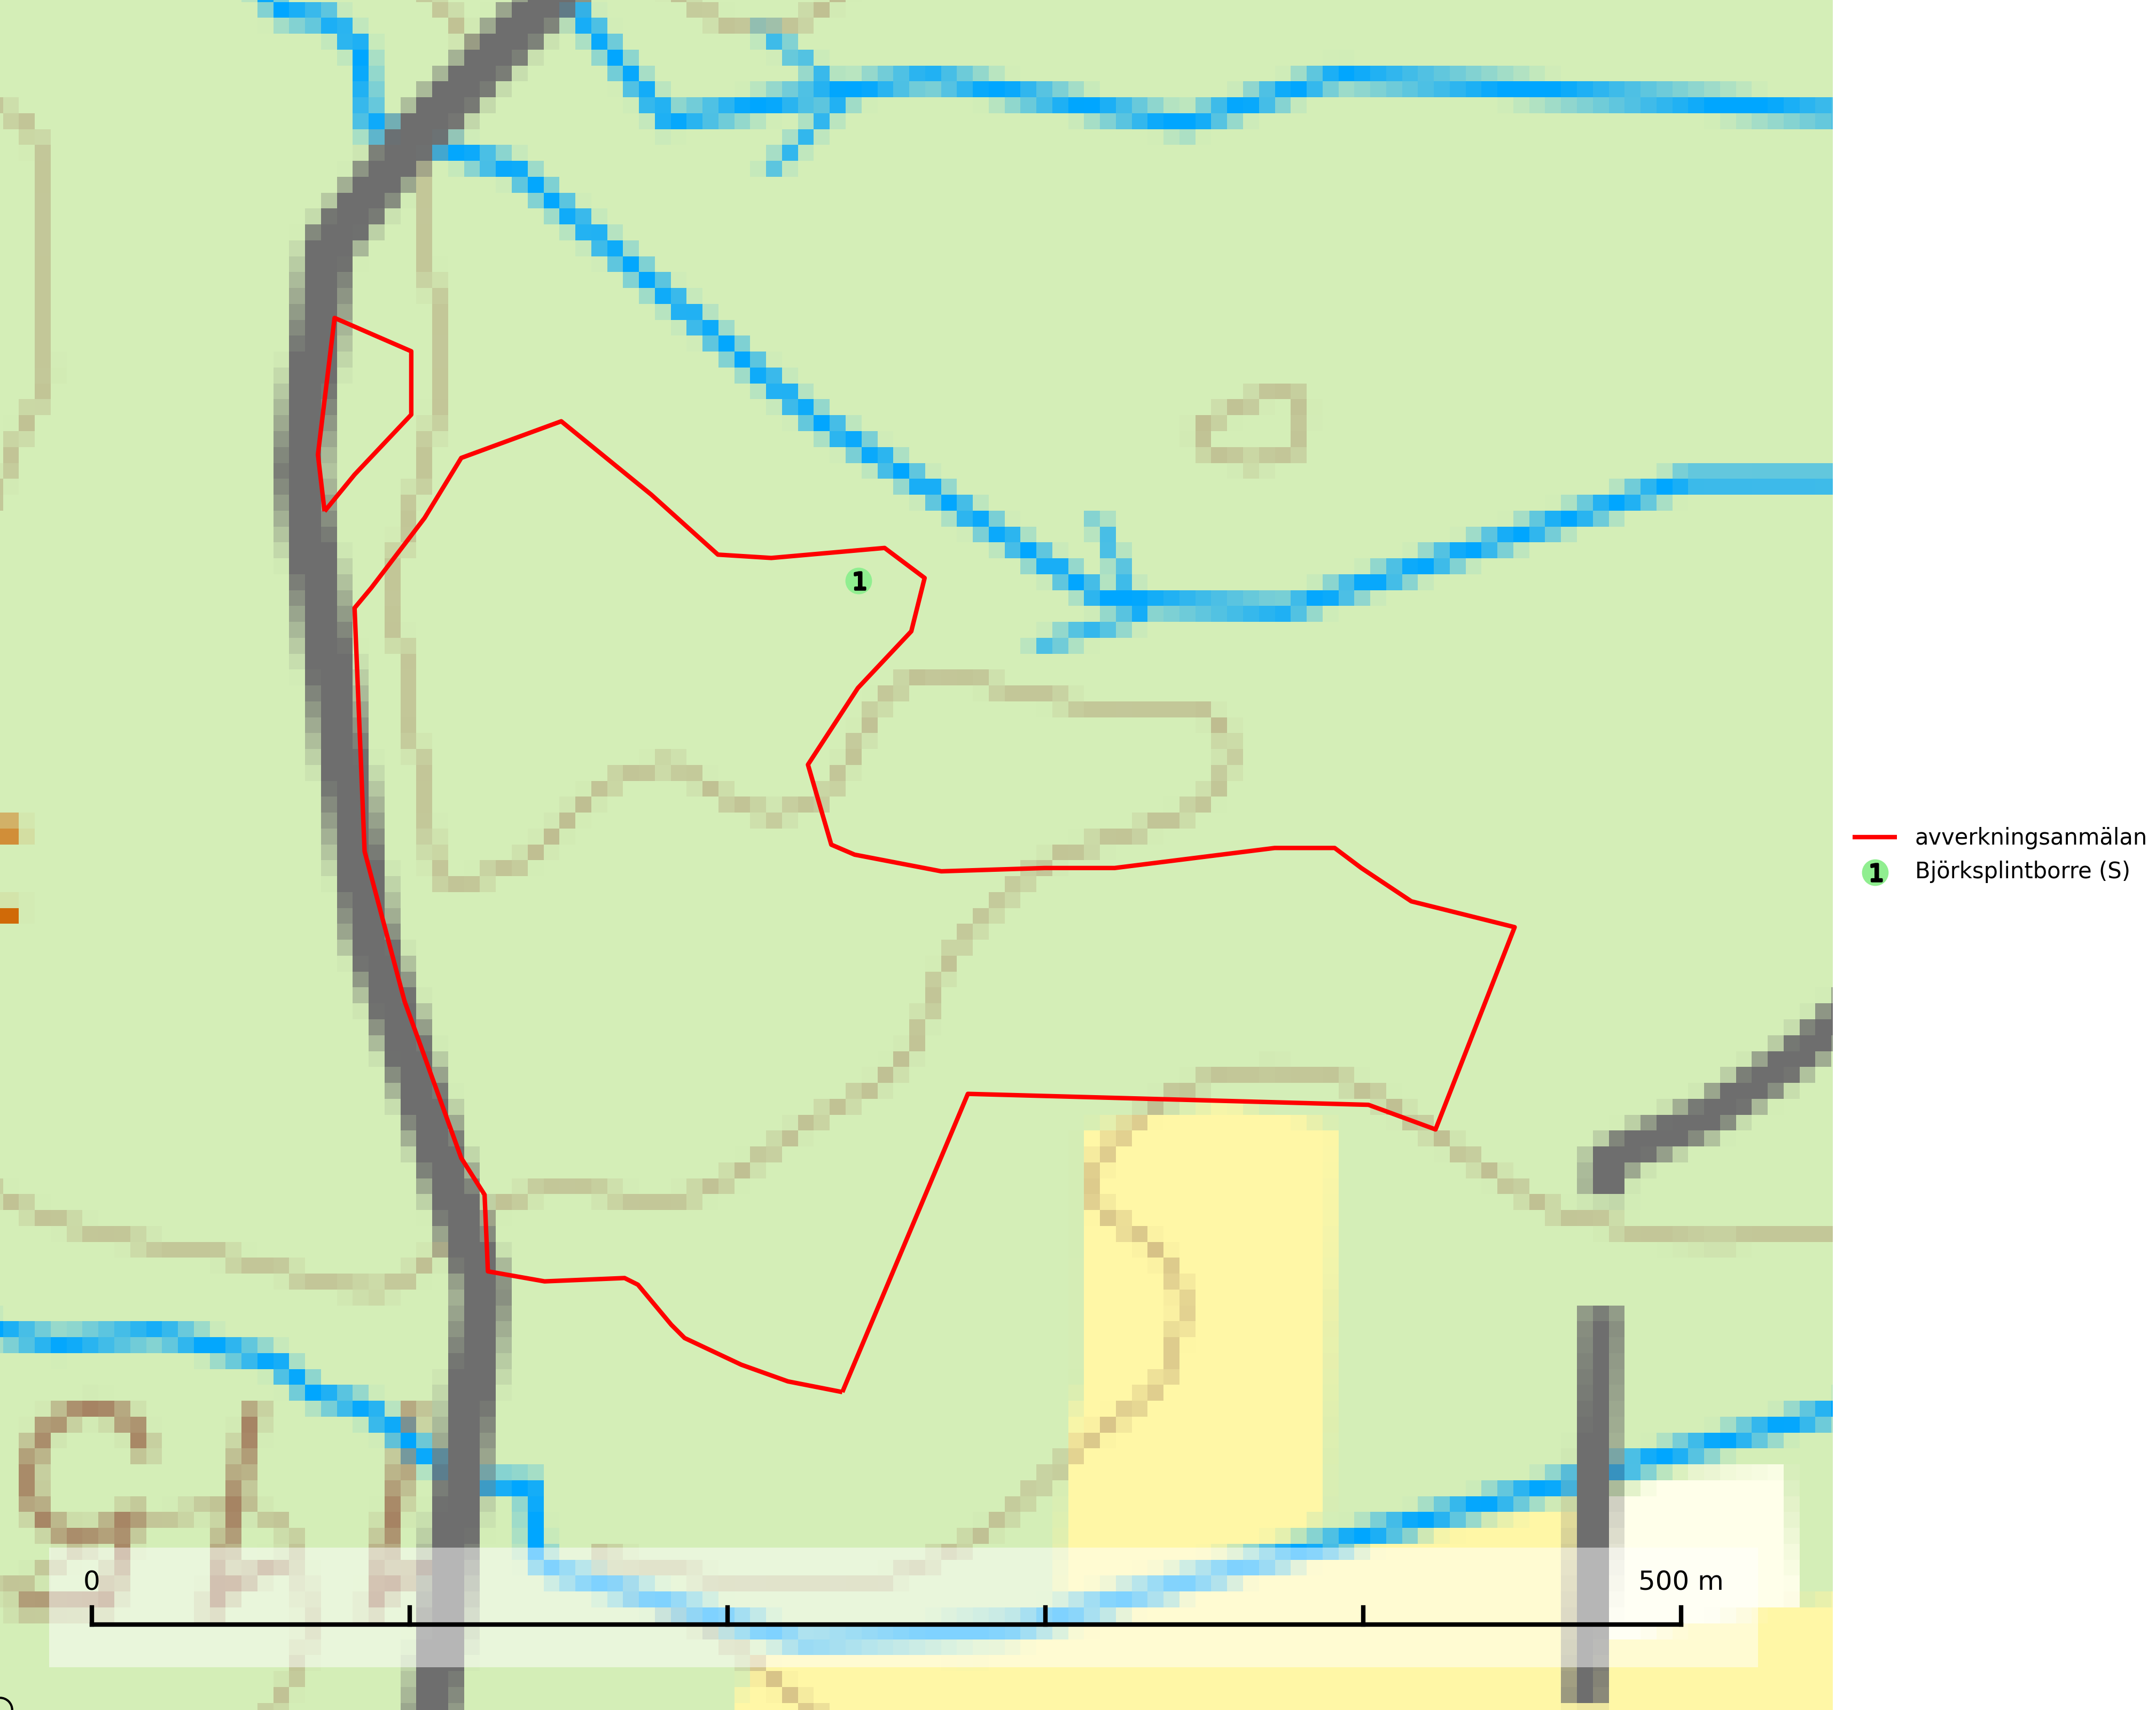 1
avverkningsanmälan
1 Björksplintborre (S)
0 500 m